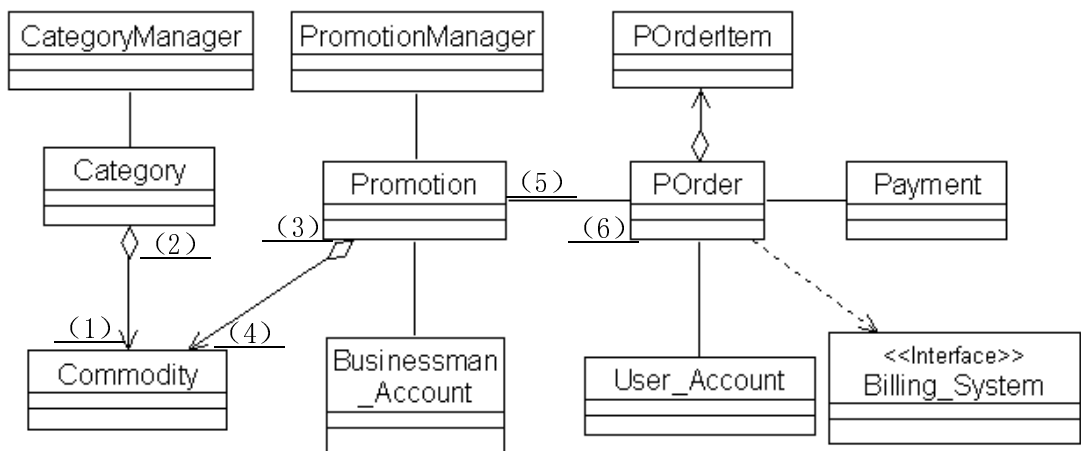 CategoryManager
PromotionManager
POrderItem
Category
Promotion
(5)
POrder
Payment
(2)
(3)
(6)
(1)
(4)
Commodity
Businessman
_Account
User_Account
<<Interface>>
Billing_System